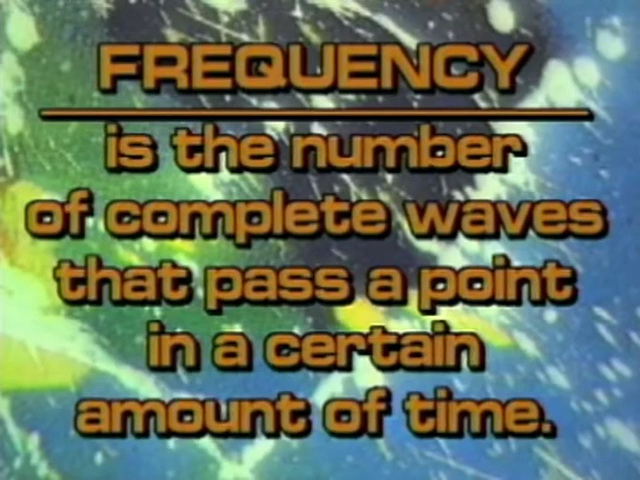 FREQUENCY
is the number
of complete waves
that pass a point
in a certain
amount of time.